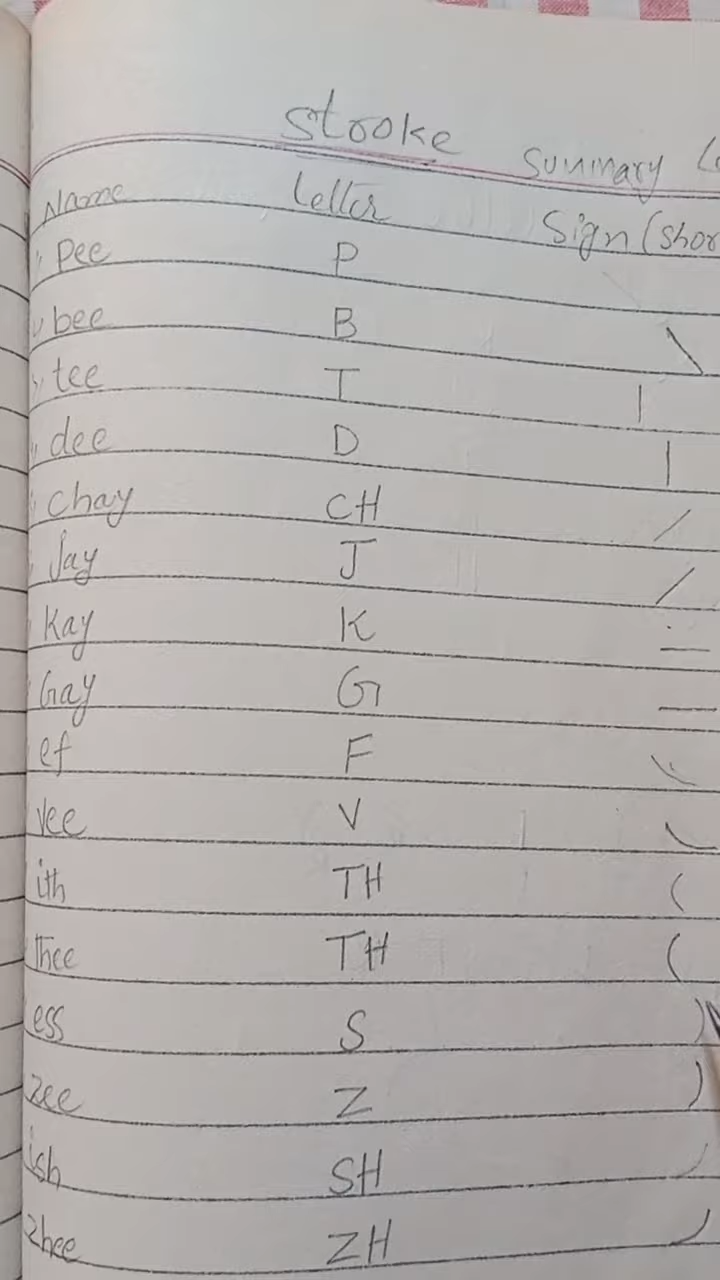 Stroke Summary
Name Letter Sign (shor
Pee P
bee B
tee T
dee D
Chay CH
Jay J
Kay K
Gay G
ef F
Vee V
ith TH
thee TH
ess S
Zee Z
ish SH
Zhee ZH